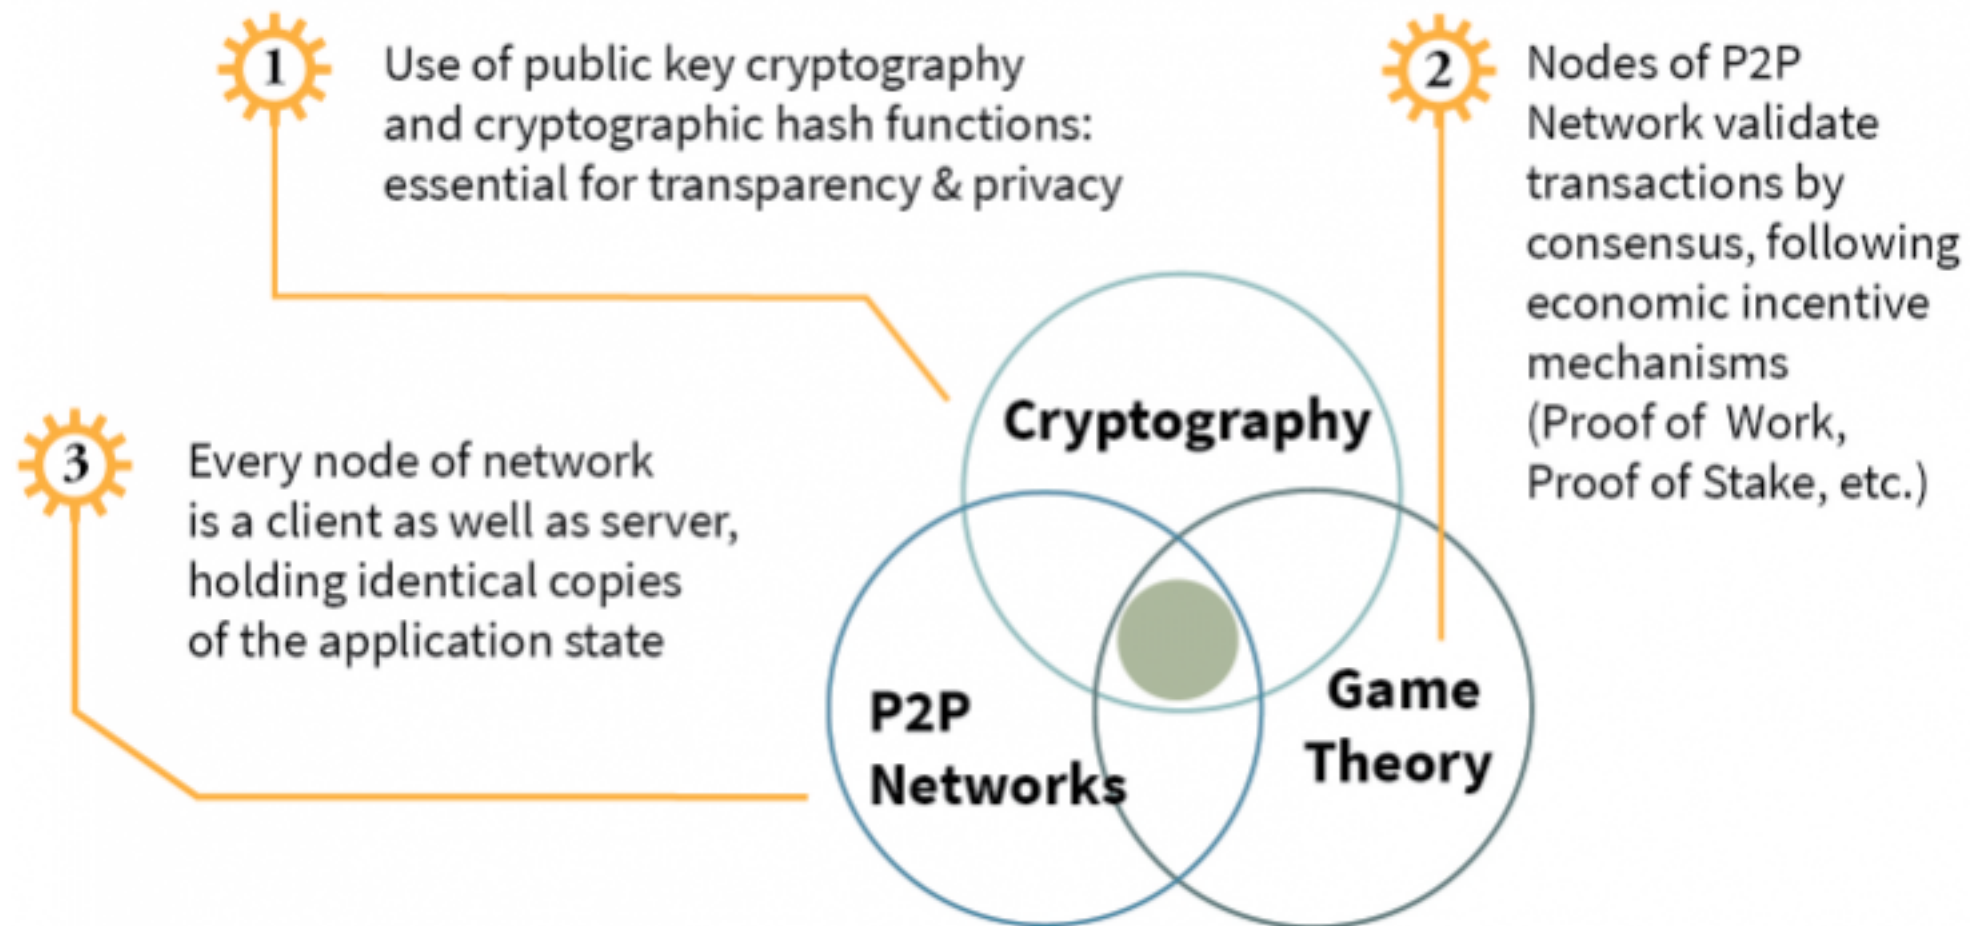 1
Use of public key cryptography
and cryptographic hash functions:
essential for transparency & privacy
2
Nodes of P2P
Network validate
transactions by
consensus, following
economic incentive
mechanisms
(Proof of Work,
Proof of Stake, etc.)
3
Every node of network
is a client as well as server,
holding identical copies
of the application state
Cryptography
P2P
Networks
Game
Theory